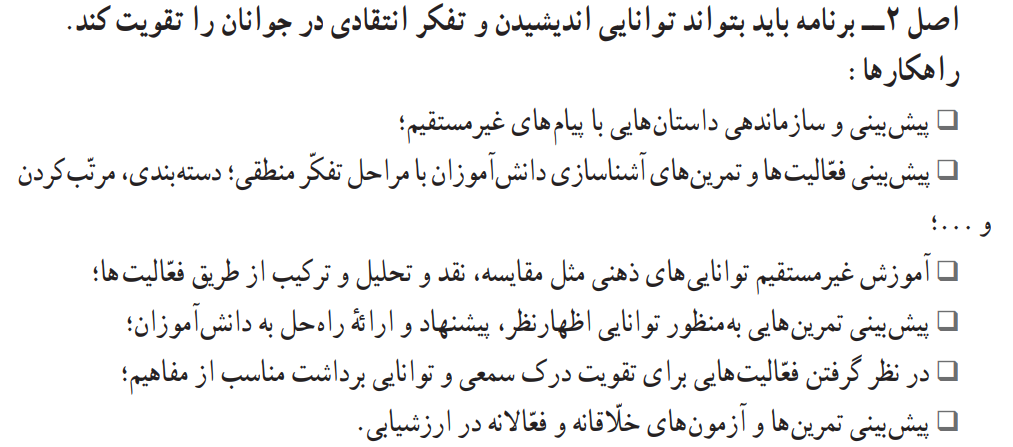 اصل ۲ــ برنامه باید بتواند توانایی اندیشیدن و تفکر انتقادی در جوانان را تقویت کند.
راهکارها :
❑ پیش‌بینی و سازماندهی داستان‌هایی با پیام‌های غیرمستقیم؛
❑ پیش‌بینی فعّالیت‌ها و تمرین‌های آشناسازی دانش‌آموزان با مراحل تفکّر منطقی؛ دسته‌بندی، مرتّب‌کردن
و ...؛
❑ آموزش غیرمستقیم توانایی‌های ذهنی مثل مقایسه، نقد و تحلیل و ترکیب از طریق فعّالیت‌ها؛
❑ پیش‌بینی تمرین‌هایی به‌منظور توانایی اظهارنظر، پیشنهاد و ارائهٔ راه‌حل به دانش‌آموزان؛
❑ در نظر گرفتن فعّالیت‌هایی برای تقویت درک سمعی و توانایی برداشت مناسب از مفاهیم؛
❑ پیش‌بینی تمرین‌ها و آزمون‌های خلّاقانه و فعّالانه در ارزشیابی.